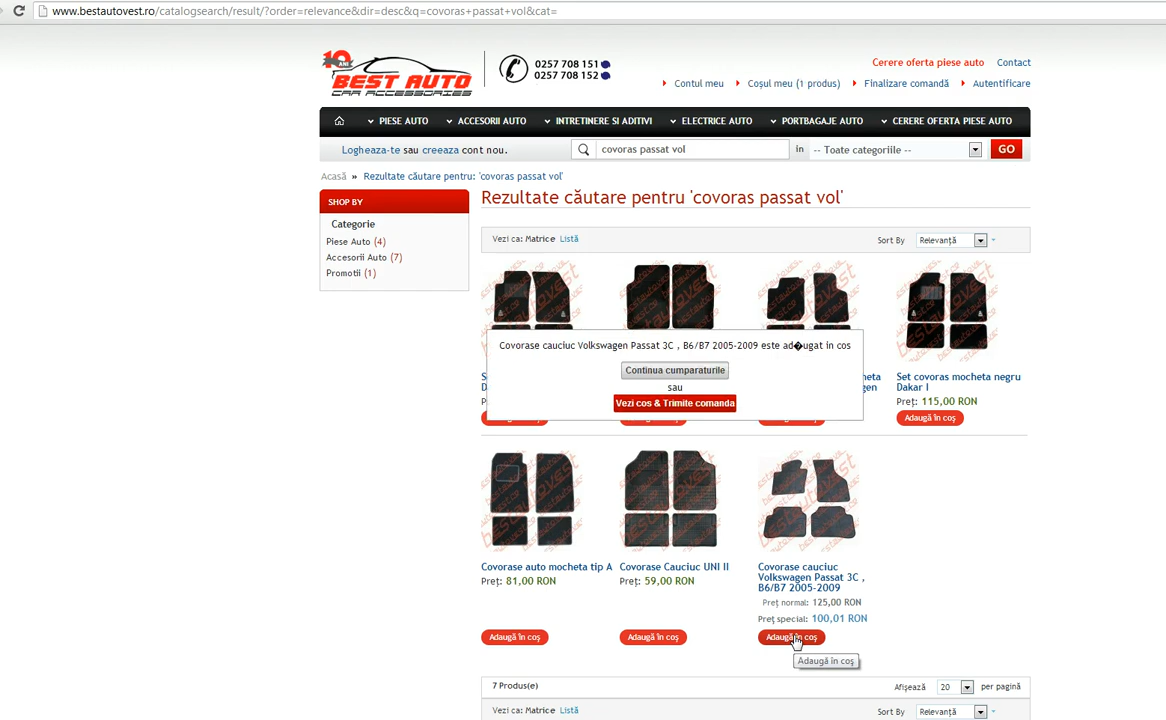 www.bestautovest.ro/catalogsearch/result/?order=relevance&dir=desc&q=covoras+passat+vol&cat=
10 ANI
BEST AUTO
CAR ACCESSORIES
0257 708 151
0257 708 152
Cerere oferta piese auto
Contact
Contul meu
Coșul meu (1 produs)
Finalizare comandă
Autentificare
PIESE AUTO
ACCESORII AUTO
INTRETINERE SI ADITIVI
ELECTRICE AUTO
PORTBAGAJE AUTO
CERERE OFERTA PIESE AUTO
Logheaza-te sau creeaza cont nou.
covoras passat vol
in
-- Toate categoriile --
GO
Acasă » Rezultate căutare pentru: 'covoras passat vol'
SHOP BY
Categorie
Piese Auto (4)
Accesorii Auto (7)
Promotii (1)
Rezultate căutare pentru 'covoras passat vol'
Vezi ca: Matrice Listă
Sort By
Relevanță
Covorase cauciuc Volkswagen Passat 3C , B6/B7 2005-2009 este ad�ugat in cos
Continua cumparaturile
sau
Vezi cos & Trimite comanda
Set covoras mocheta negru
Dakar I
Preț: 115,00 RON
Adaugă în coș
Covorase auto mocheta tip A
Preț: 81,00 RON
Adaugă în coș
Covorase Cauciuc UNI II
Preț: 59,00 RON
Adaugă în coș
Covorase cauciuc
Volkswagen Passat 3C ,
B6/B7 2005-2009
Preț normal: 125,00 RON
Preț special: 100,01 RON
Adaugă în coș
Adaugă în coș
7 Produs(e)
Afișează
20
per pagină
Vezi ca: Matrice Listă
Sort By
Relevanță